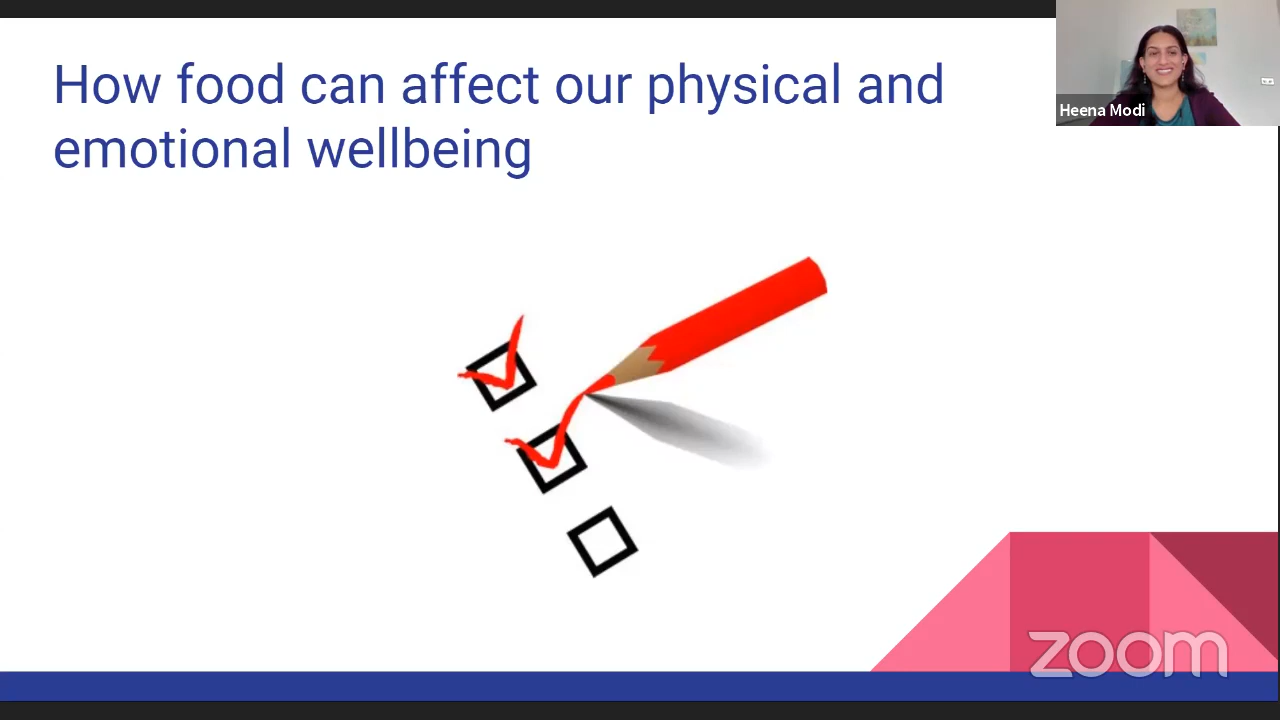 How food can affect our physical and
emotional wellbeing
Heena Modi
zoom